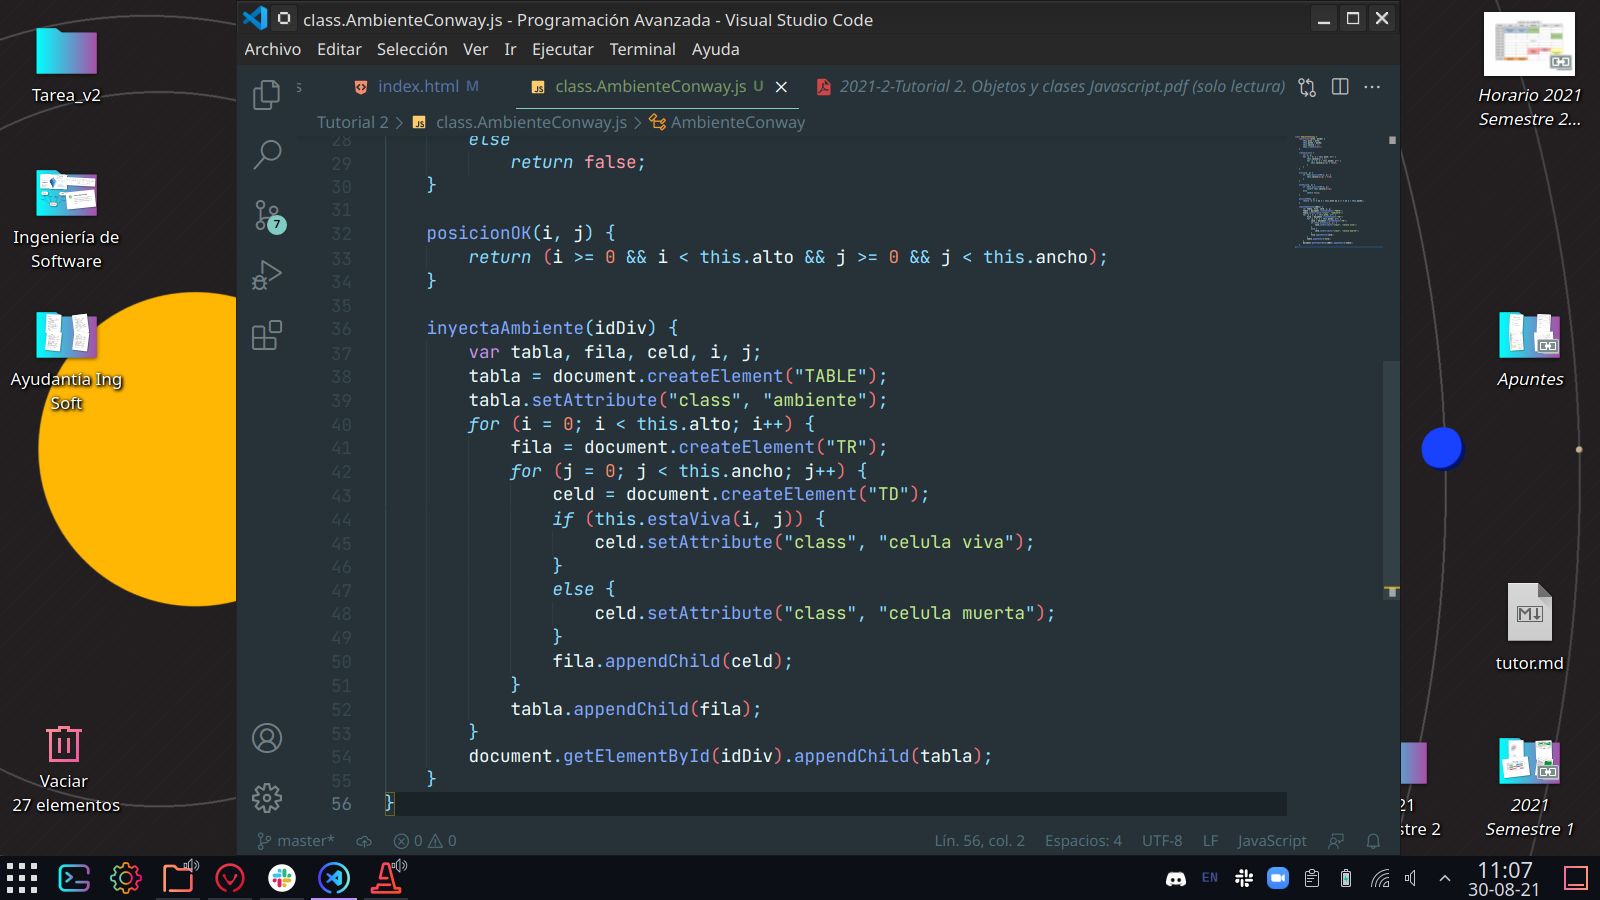 class.AmbienteConway.js - Programación Avanzada - Visual Studio Code
Archivo Editar Selección Ver Ir Ejecutar Terminal Ayuda
s index.html M class.AmbienteConway.js U 2021-2-Tutorial 2. Objetos y clases Javascript.pdf (solo lectura)
Tutorial 2 > JS class.AmbienteConway.js > AmbienteConway
28 else
29 return false;
30 }
31
32 posicionOK(i, j) {
33 return (i >= 0 && i < this.alto && j >= 0 && j < this.ancho);
34 }
35
36 inyectaAmbiente(idDiv) {
37 var tabla, fila, celd, i, j;
38 tabla = document.createElement("TABLE");
39 tabla.setAttribute("class", "ambiente");
40 for (i = 0; i < this.alto; i++) {
41 fila = document.createElement("TR");
42 for (j = 0; j < this.ancho; j++) {
43 celd = document.createElement("TD");
44 if (this.estaViva(i, j)) {
45 celd.setAttribute("class", "celula viva");
46 }
47 else {
48 celd.setAttribute("class", "celula muerta");
49 }
50 fila.appendChild(celd);
51 }
52 tabla.appendChild(fila);
53 }
54 document.getElementById(idDiv).appendChild(tabla);
55 }
56 }
7
master* 0 0 Lín. 56, col. 2 Espacios: 4 UTF-8 LF JavaScript
Tarea_v2
Ingeniería de
Software
Ayudantía Ing
Soft
Vaciar
27 elementos
Horario 2021
Semestre 2...
Apuntes
M
tutor.md
21
stre 2
2021
Semestre 1
EN
11:07
30-08-21